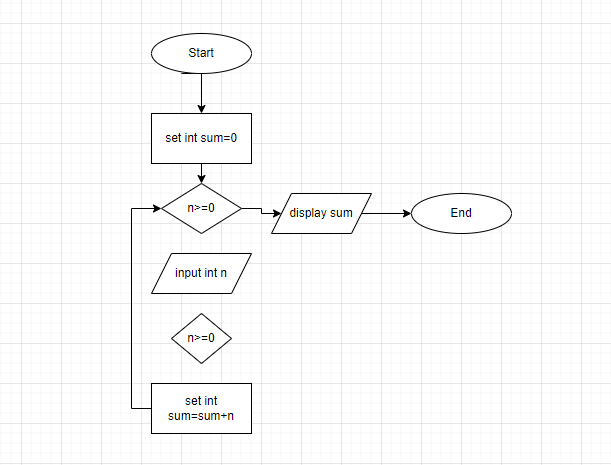 Start
set int sum=0
n>=0
display sum
End
input int n
n>=0
set int
sum=sum+n